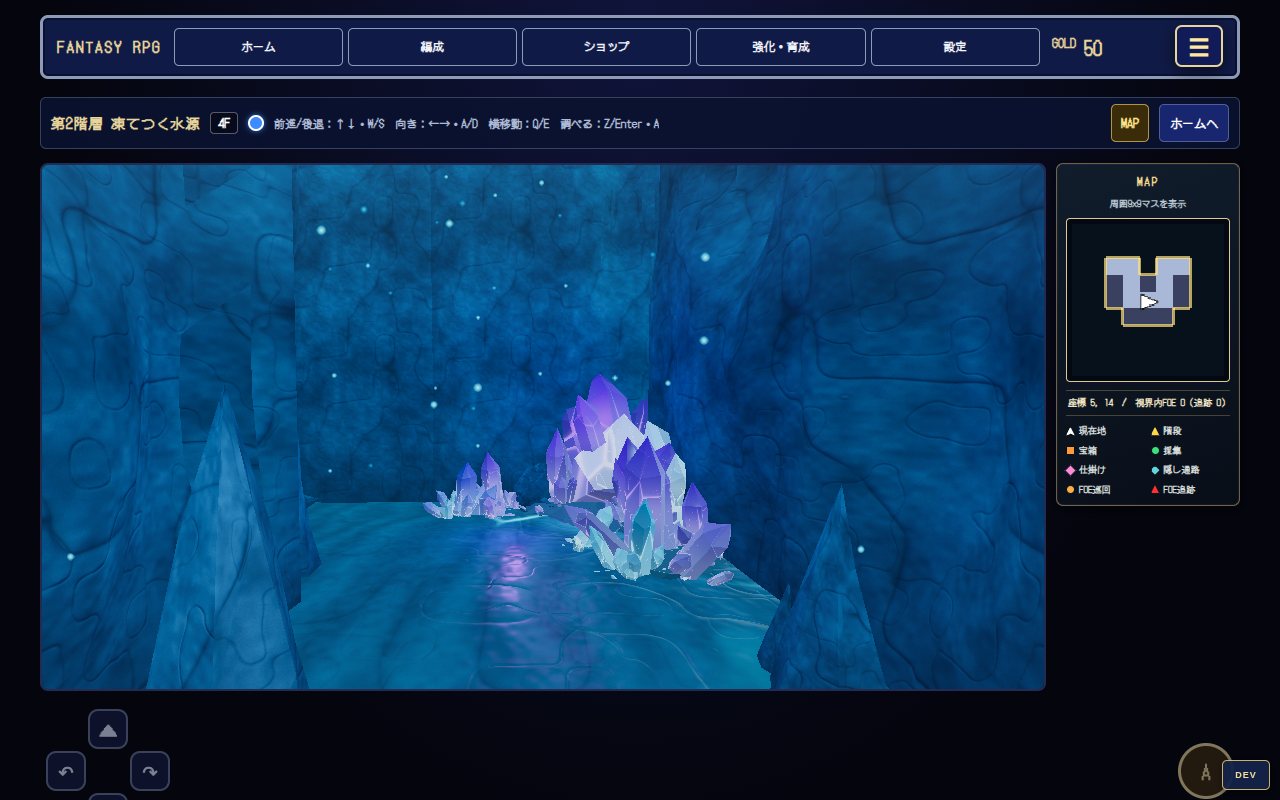 FANTASY RPG
ホーム
編成
ショップ
強化・育成
設定
GOLD 50
第2階層 凍てつく水源
4F
前進/後退：↑↓・W/S 向き：←→・A/D 横移動：Q/E 調べる：Z/Enter・A
MAP
ホームへ
MAP
周囲9x9マスを表示
座標 5, 14 / 視界内FOE 0 (追跡 0)
現在地
階段
宝箱
採集
仕掛け
隠し通路
FOE巡回
FOE追跡
A
DEV